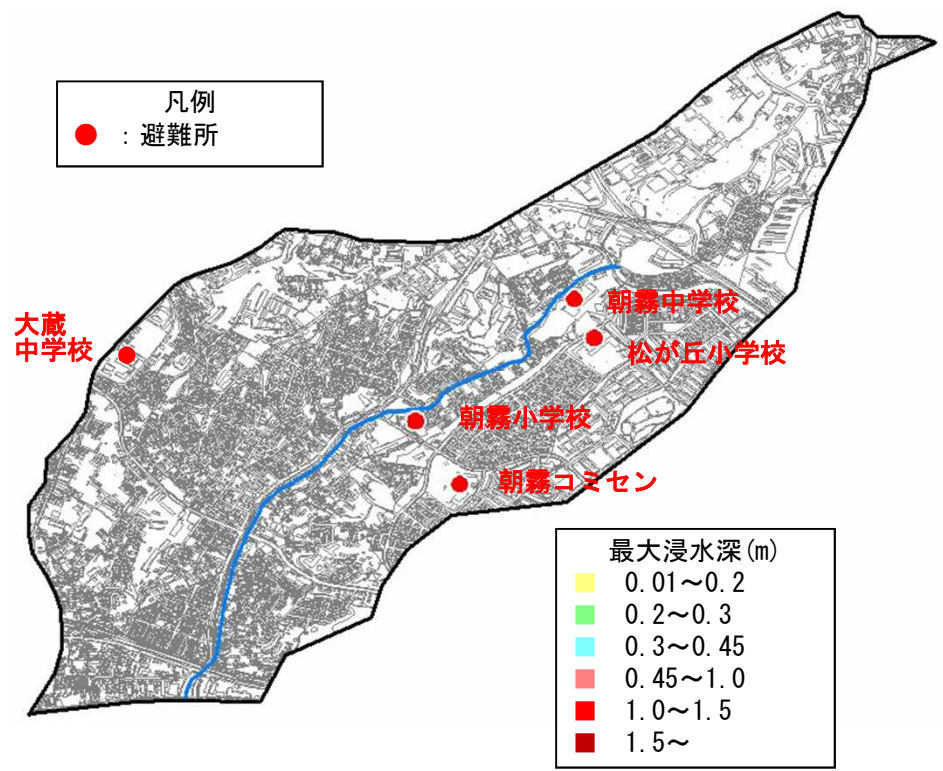 凡例
：避難所
大蔵
中学校
朝霧中学校
松が丘小学校
朝霧小学校
朝霧コミセン
最大浸水深(m)
0.01～0.2
0.2～0.3
0.3～0.45
0.45～1.0
1.0～1.5
1.5～